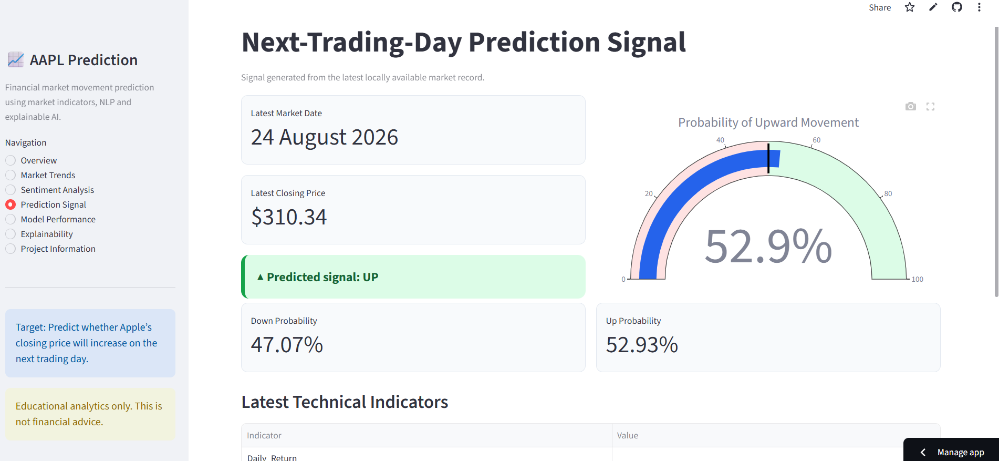 Share
AAPL Prediction
Financial market movement prediction
using market indicators, NLP and
explainable AI.
Navigation
Overview
Market Trends
Sentiment Analysis
Prediction Signal
Model Performance
Explainability
Project Information
Target: Predict whether Apple’s
closing price will increase on the
next trading day.
Educational analytics only. This is
not financial advice.
Next-Trading-Day Prediction Signal
Signal generated from the latest locally available market record.
Latest Market Date
24 August 2026
Latest Closing Price
$310.34
▲ Predicted signal: UP
Probability of Upward Movement
0
20
40
60
80
100
52.9%
Down Probability
47.07%
Up Probability
52.93%
Latest Technical Indicators
Indicator
Value
Daily_Return
Manage app